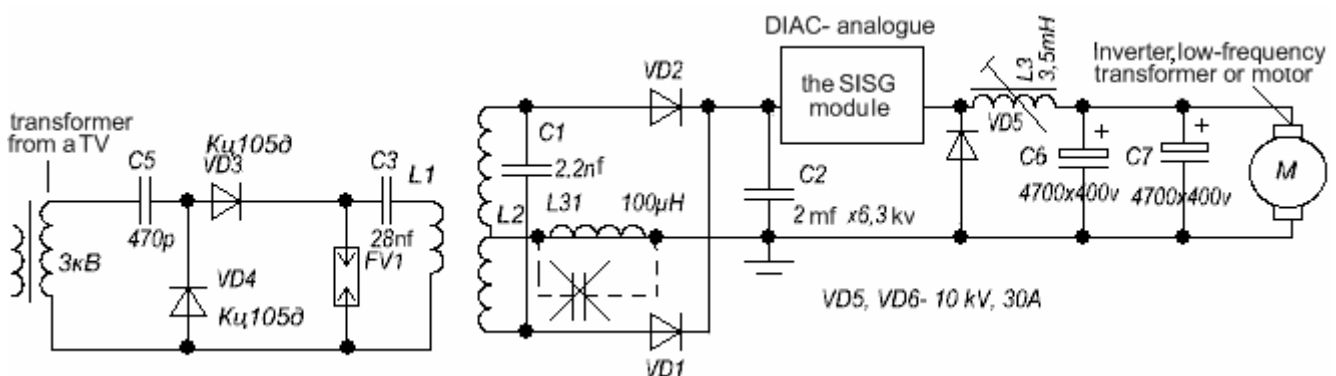 DIAC- analogue
the SISG
module
L3
3,5mH
Inverter,low-frequency
transformer or motor
transformer
from a TV
C5
470p
Кц105д
VD3
C3
28nf
L1
3кВ
VD4
Кц105д
FV1
VD2
C1
2,2nf
L2
L31
100µH
C2
2 mf x6,3 kv
VD5
C6
+
4700x400v
C7
+
4700x400v
M
VD1
VD5, VD6- 10 kV, 30A